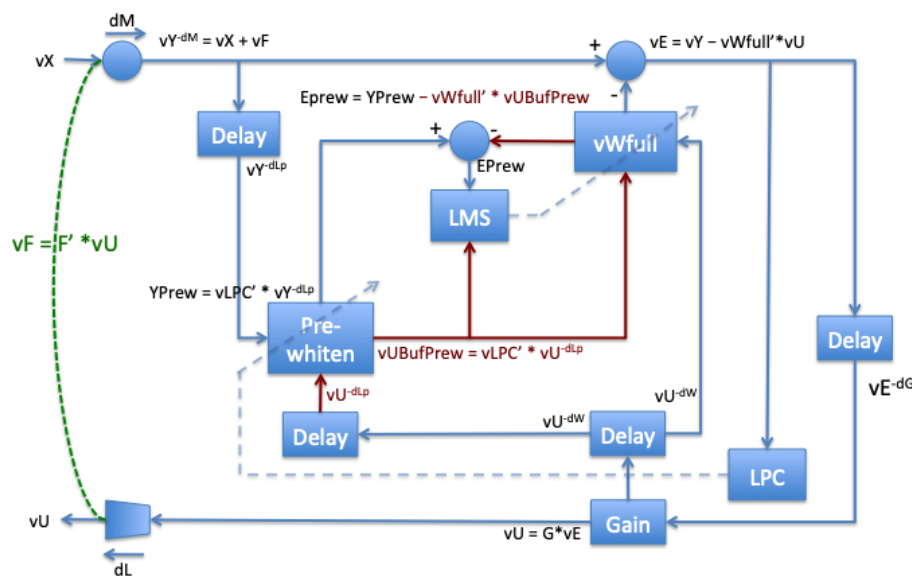 dM
vY-dM = vX + vF
+
vE = vY – vWfull'*vU
vX
Eprew = YPrew – vWfull' * vUBufPrew
-
Delay
+
-
vWfull
vY-dLp
EPrew
LMS
vF = F' *vU
YPrew = vLPC' * vY-dLp
Pre-
whiten
vUBufPrew = vLPC' * vU-dLp
Delay
vE-dG
vU-dLp
vU-dW
vU-dW
Delay
Delay
LPC
vU
Gain
vU = G*vE
dL